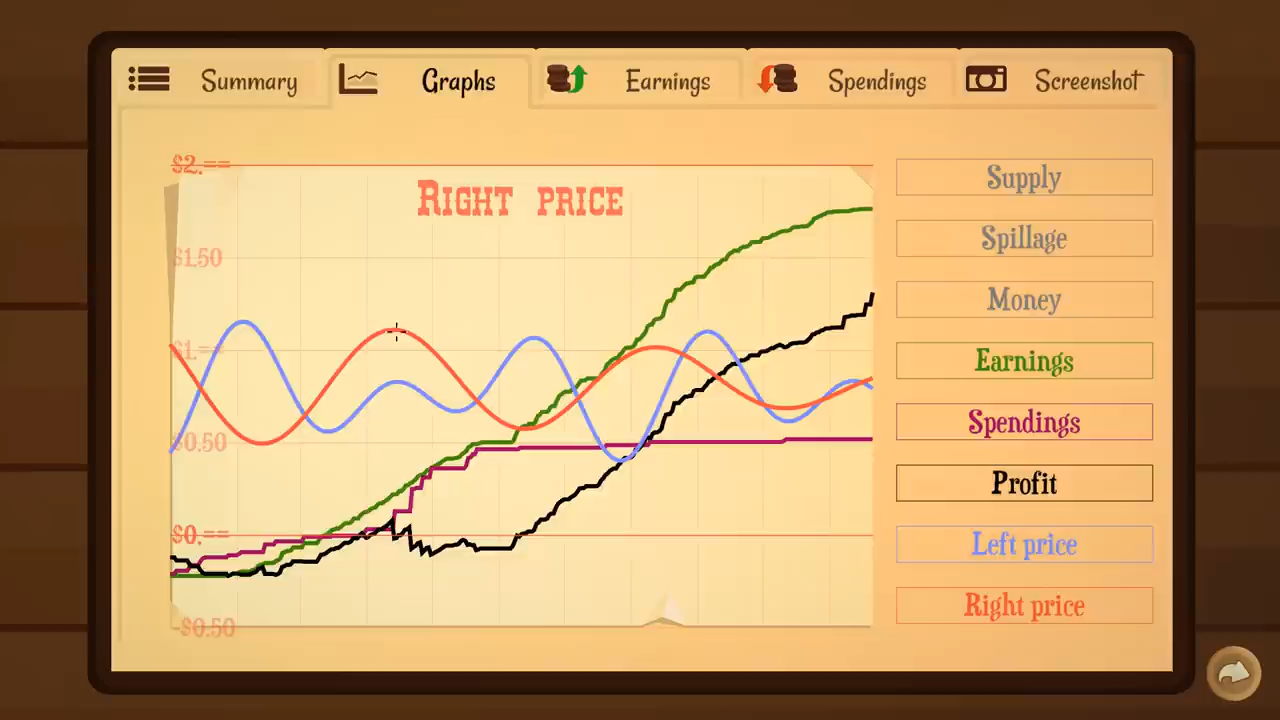 Summary
Graphs
Earnings
Spendings
Screenshot
$2.==
RIGHT PRICE
$1.50
$1.==
$0.50
$0.==
-$0.50
Supply
Spillage
Money
Earnings
Spendings
Profit
Left price
Right price